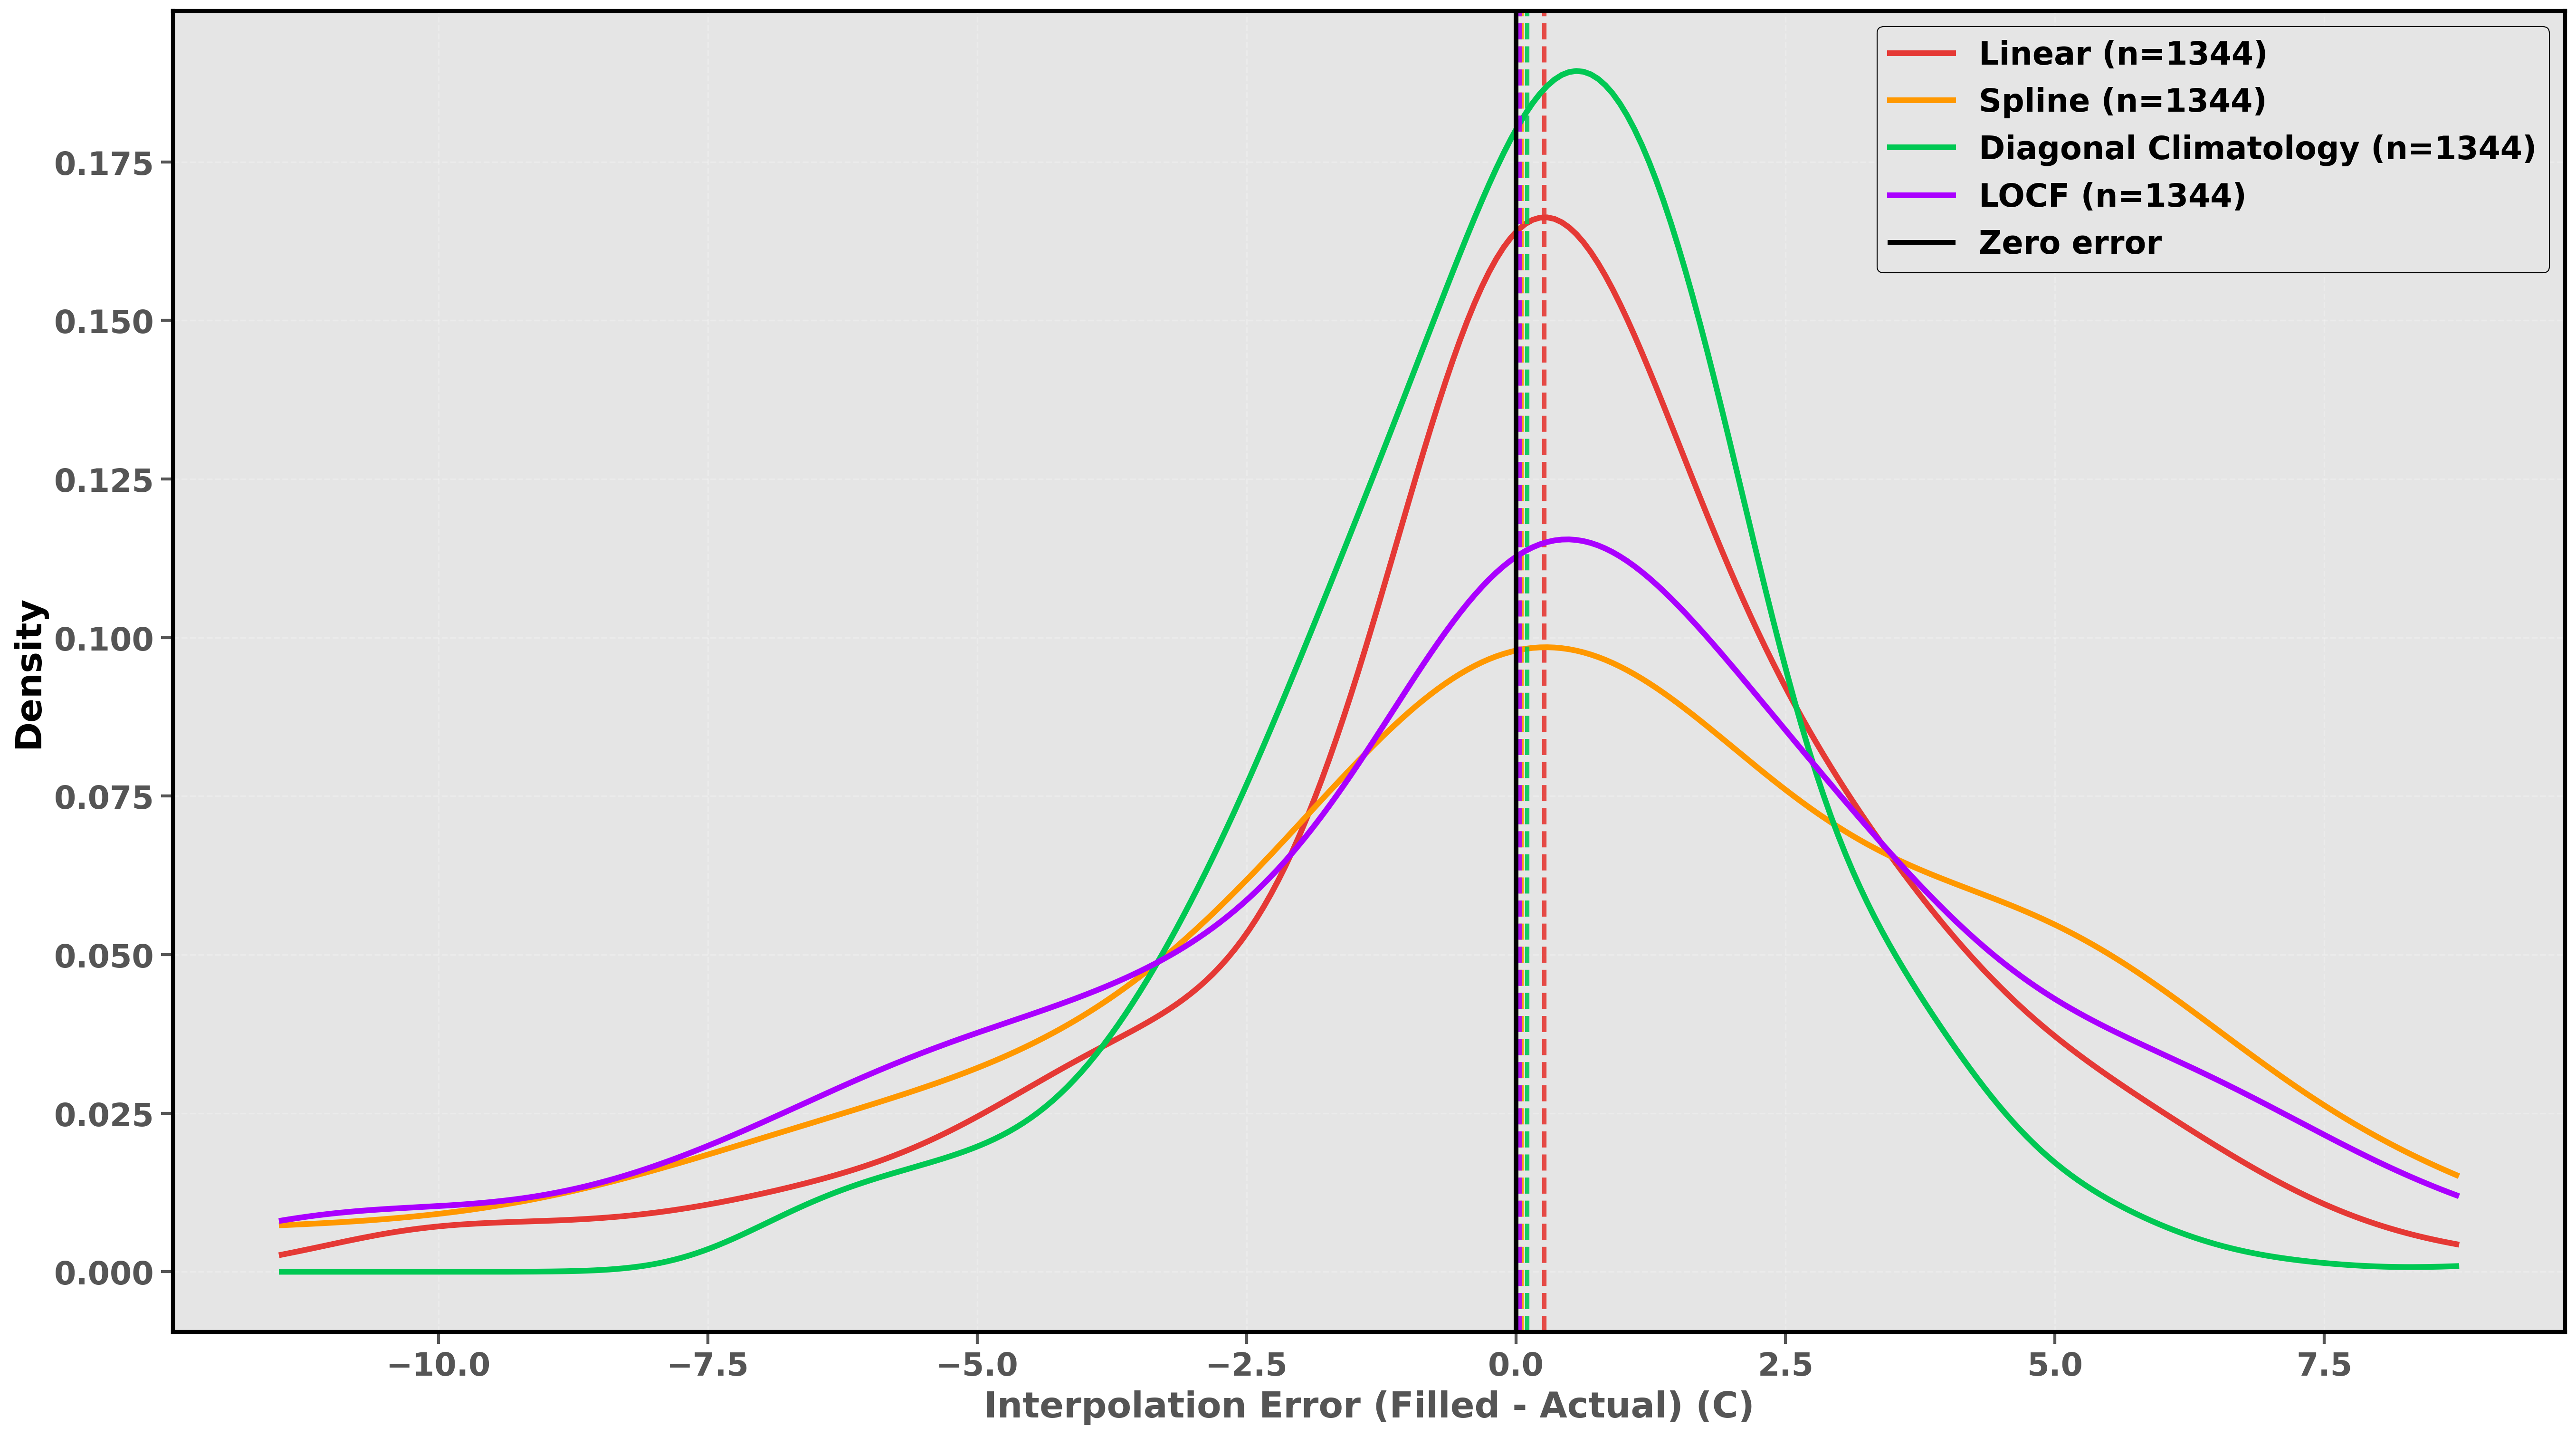 Linear (n=1344)
Spline (n=1344)
Diagonal Climatology (n=1344)
LOCF (n=1344)
Zero error
0.175
0.150
0.125
0.100
0.075
0.050
0.025
0.000
Density
−10.0 −7.5 −5.0 −2.5 0.0 2.5 5.0 7.5
Interpolation Error (Filled - Actual) (C)